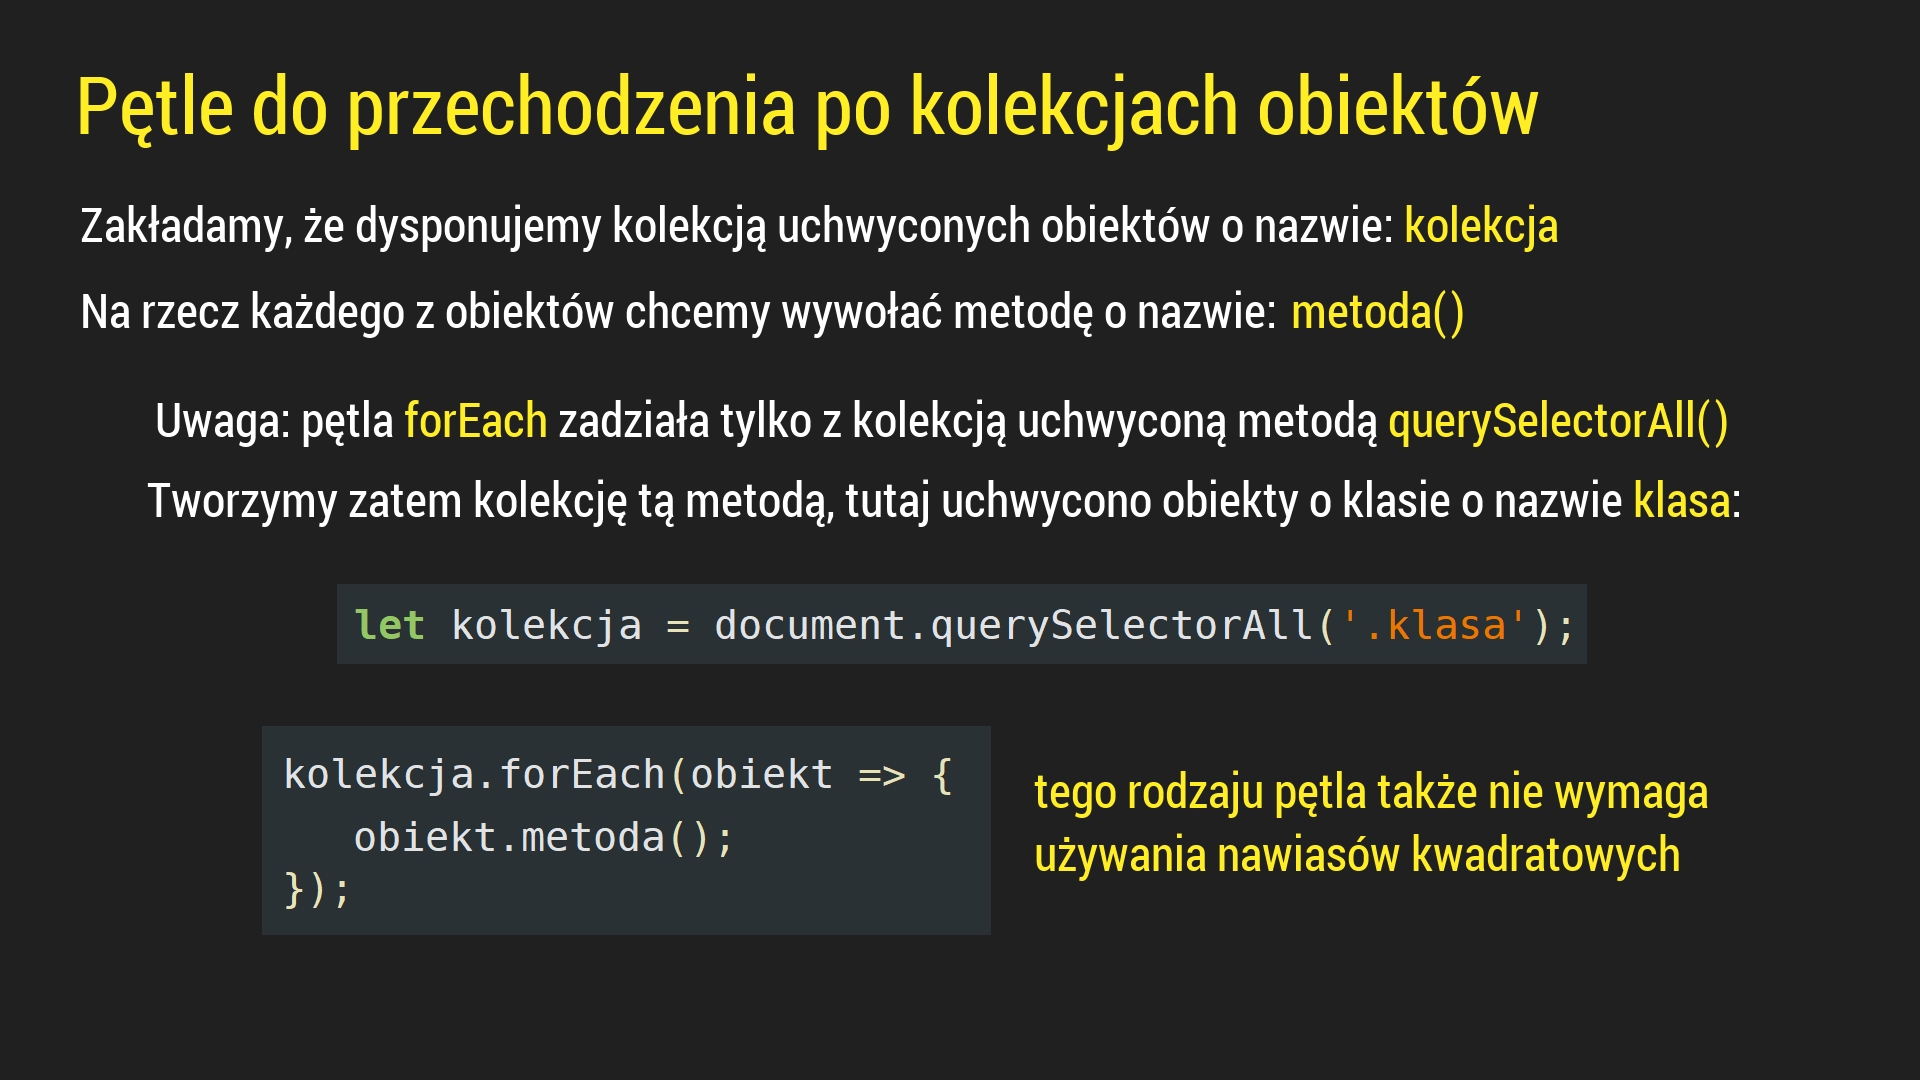 Pętle do przechodzenia po kolekcjach obiektów
Zakładamy, że dysponujemy kolekcją uchwyconych obiektów o nazwie: kolekcja
Na rzecz każdego z obiektów chcemy wywołać metodę o nazwie: metoda()
Uwaga: pętla forEach zadziała tylko z kolekcją uchwyconą metodą querySelectorAll()
Tworzymy zatem kolekcję tą metodą, tutaj uchwycono obiekty o klasie o nazwie klasa:
let kolekcja = document.querySelectorAll('.klasa');
kolekcja.forEach(obiekt => {
obiekt.metoda();
});
tego rodzaju pętla także nie wymaga
używania nawiasów kwadratowych